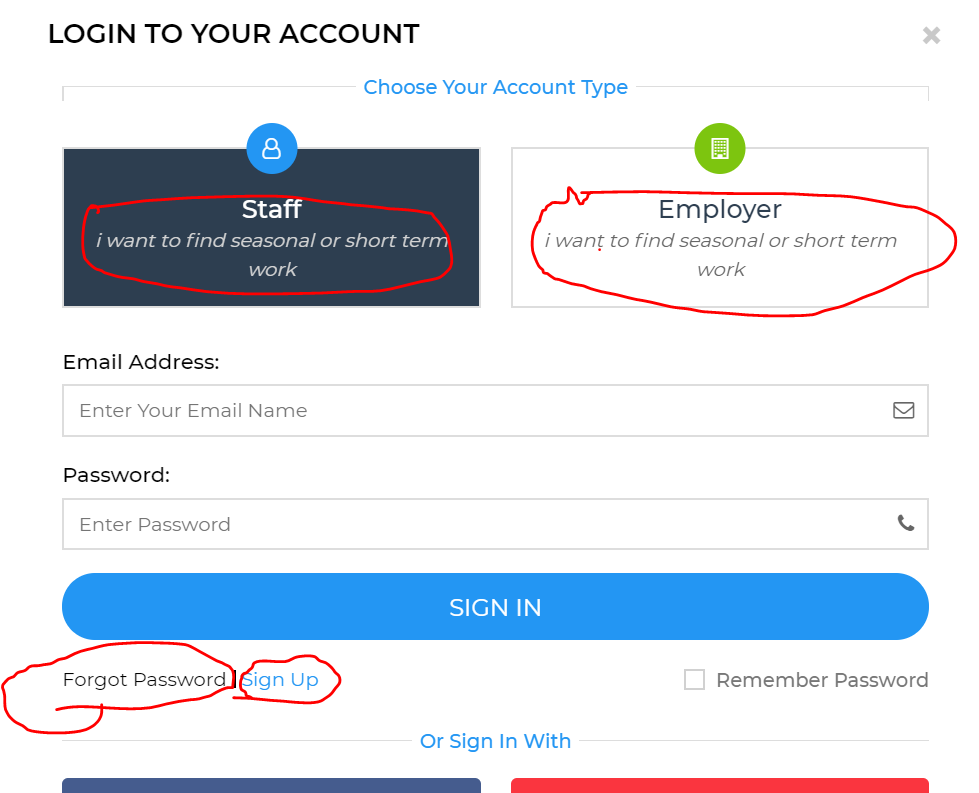 LOGIN TO YOUR ACCOUNT
Choose Your Account Type
Staff
i want to find seasonal or short term
work
Employer
i want to find seasonal or short term
work
Email Address:
Enter Your Email Name
Password:
Enter Password
SIGN IN
Forgot Password | Sign Up
Remember Password
Or Sign In With